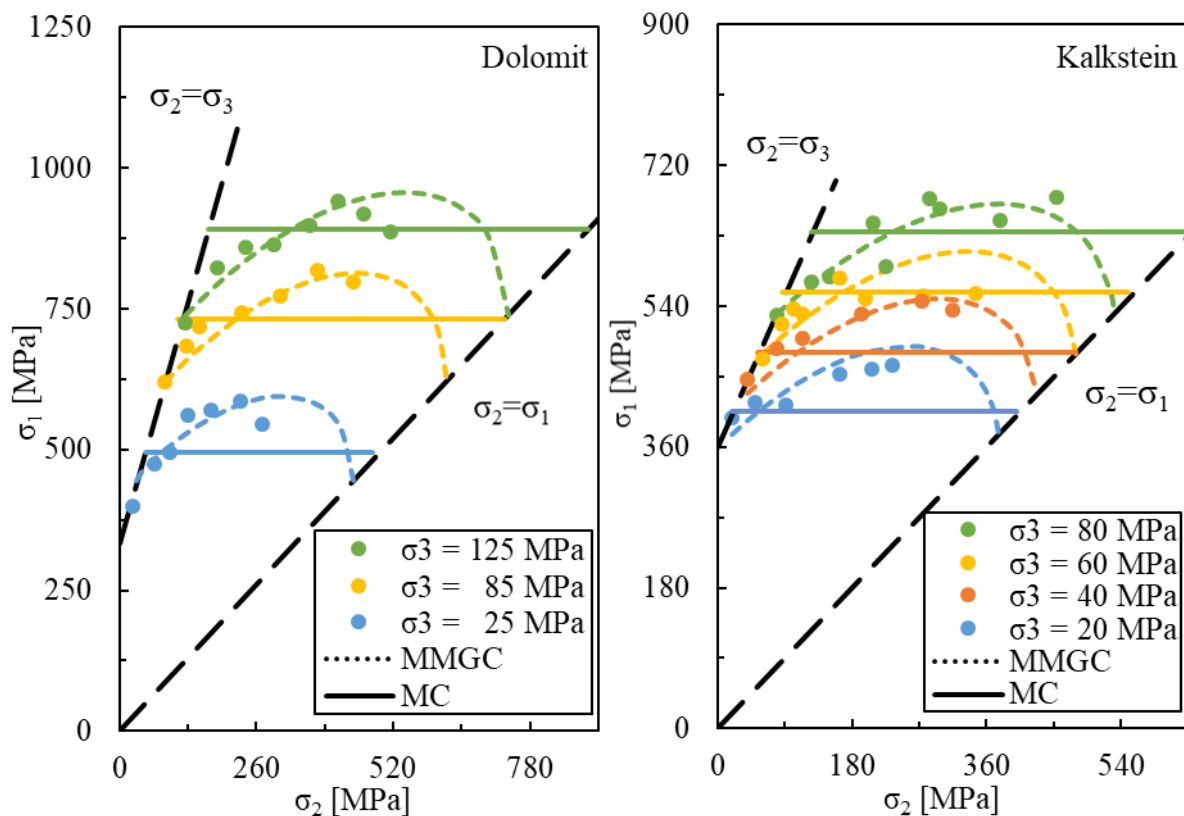 Dolomit
σ₂=σ₃
σ₂=σ₁
σ₁ [MPa]
1250
1000
750
500
250
0
0
260
520
780
σ₂ [MPa]
σ3 = 125 MPa
σ3 = 85 MPa
σ3 = 25 MPa
MMGC
MC
Kalkstein
σ₂=σ₃
σ₂=σ₁
σ₁ [MPa]
900
720
540
360
180
0
0
180
360
540
σ₂ [MPa]
σ3 = 80 MPa
σ3 = 60 MPa
σ3 = 40 MPa
σ3 = 20 MPa
MMGC
MC